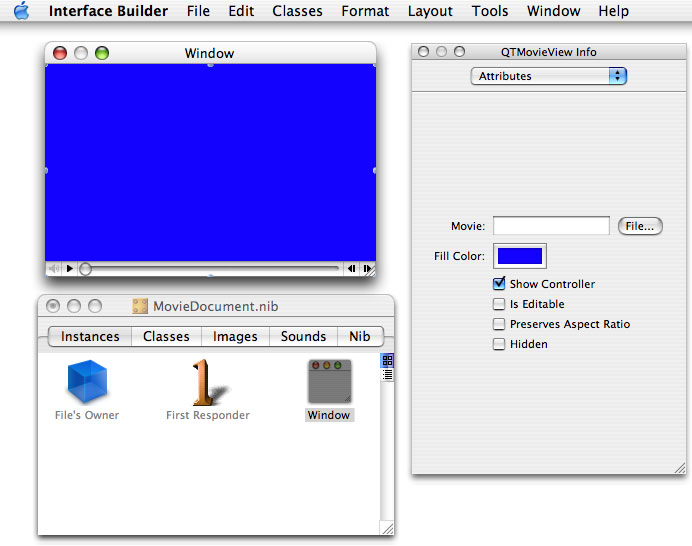 Interface Builder File Edit Classes Format Layout Tools Window Help
Window
QTMovieView Info
Attributes
Movie:
File...
Fill Color:
Show Controller
Is Editable
Preserves Aspect Ratio
Hidden
MovieDocument.nib
Instances Classes Images Sounds Nib
1
File's Owner First Responder Window